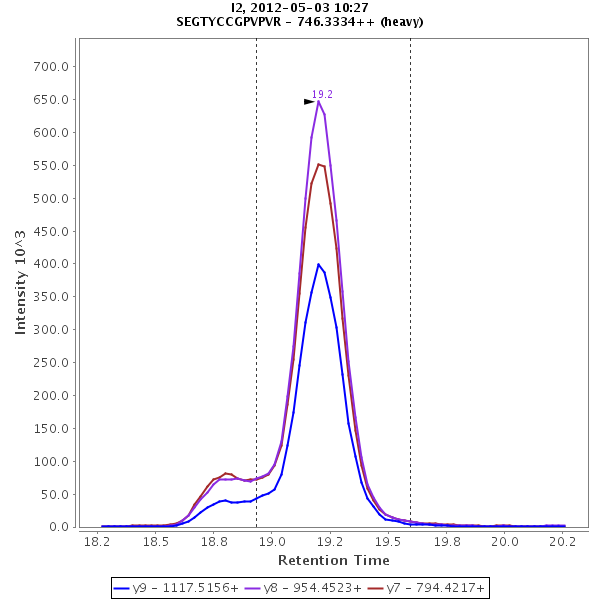 I2, 2012-05-03 10:27
SEGTYCCGPVPVR - 746.3334++ (heavy)
19.2
700.0
650.0
600.0
550.0
500.0
450.0
400.0
350.0
300.0
250.0
200.0
150.0
100.0
50.0
0.0
Intensity 10^3
18.2 18.5 18.8 19.0 19.2 19.5 19.8 20.0 20.2
Retention Time
y9 - 1117.5156+ y8 - 954.4523+ y7 - 794.4217+